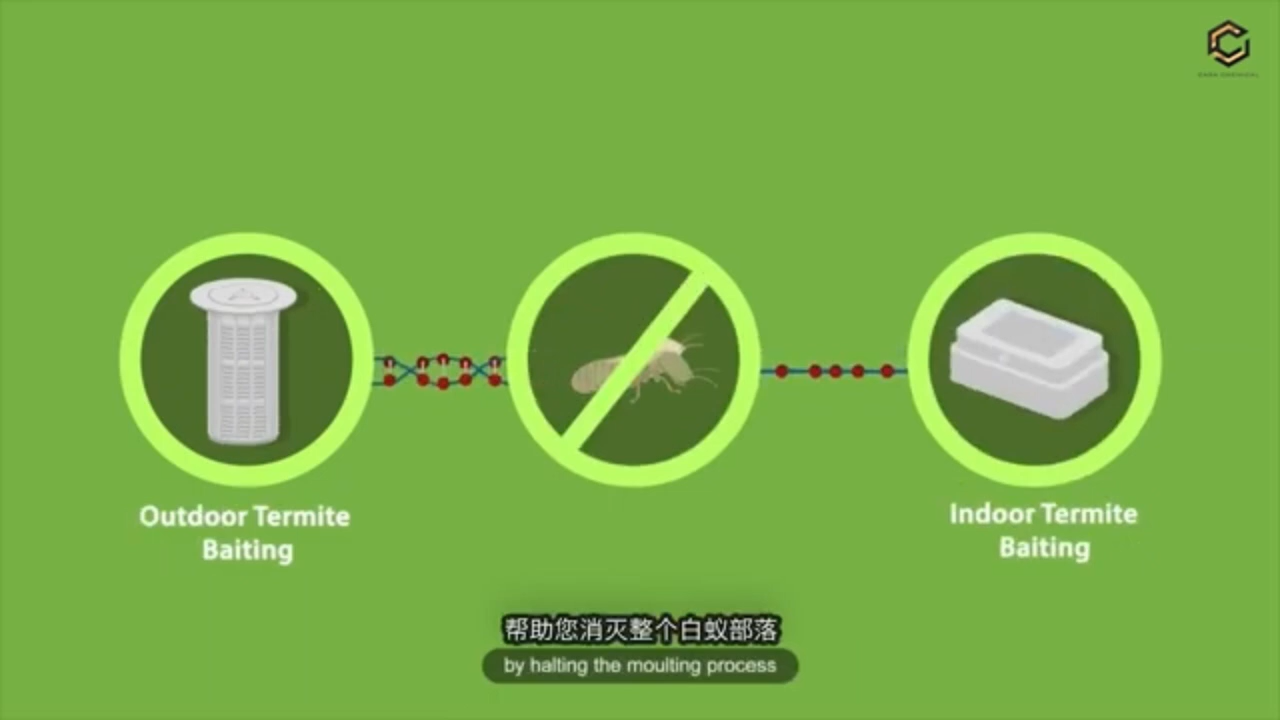 Outdoor Termite
Baiting
Indoor Termite
Baiting
帮助您消灭整个白蚁部落
by halting the moulting process